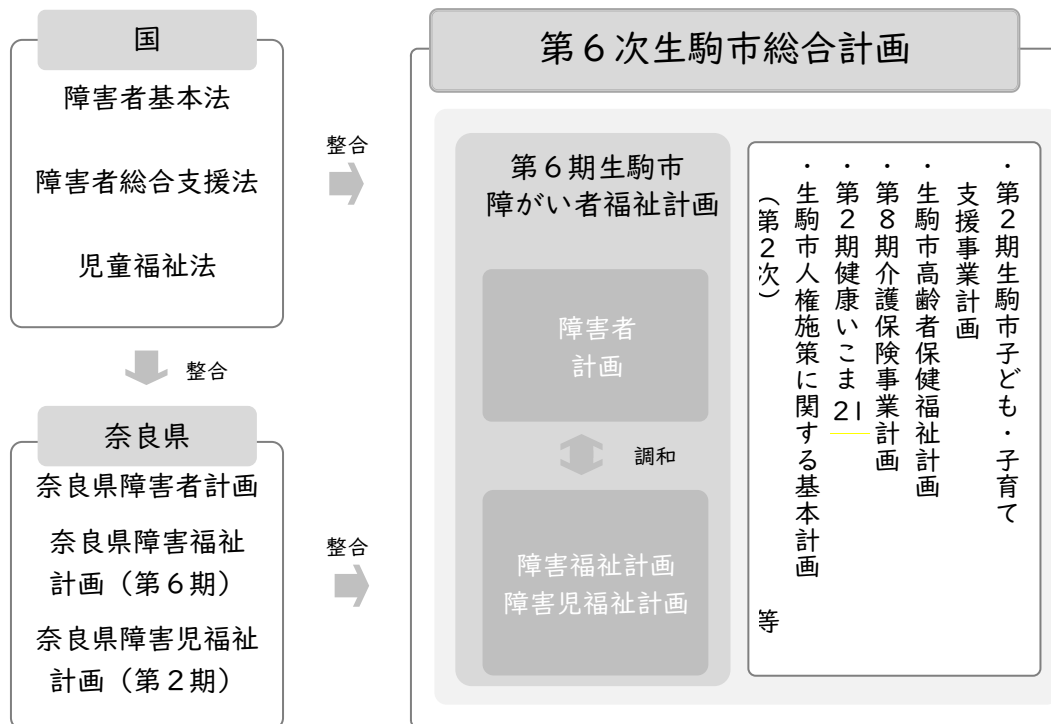 国
障害者基本法
障害者総合支援法
児童福祉法
整合
整合
奈良県
奈良県障害者計画
奈良県障害福祉
計画（第６期）
奈良県障害児福祉
計画（第２期）
整合
第６次生駒市総合計画
第６期生駒市
障がい者福祉計画
障害者
計画
調和
障害福祉計画
障害児福祉計画
・第２期生駒市子ども・子育て
支援事業計画
・生駒市高齢者保健福祉計画
・第８期介護保険事業計画
・第２期健康いこま21
・生駒市人権施策に関する基本計画
（第２次）
等